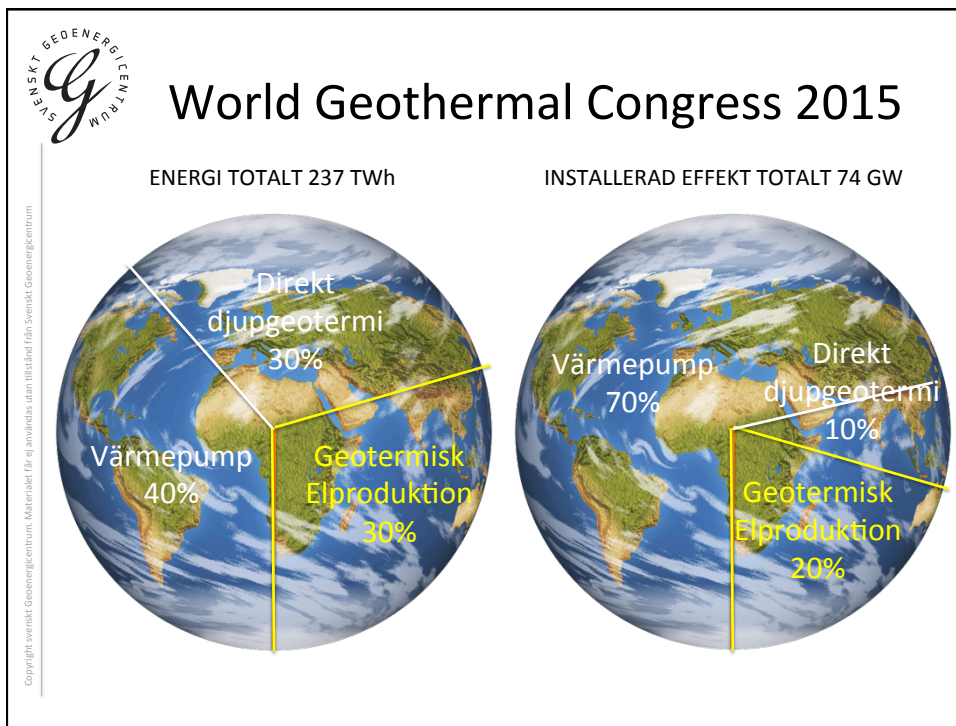 SVENSKT GEOENERGICENTRUM
G
World Geothermal Congress 2015
ENERGI TOTALT 237 TWh
Direkt
djupgeotermi
30%
Värmepump
40%
Geotermisk
Elproduktion
30%
INSTALLERAD EFFEKT TOTALT 74 GW
Värmepump
70%
Direkt
djupgeotermi
10%
Geotermisk
Elproduktion
20%
Copyright svenskt Geoenergicentrum. Materialet får ej användas utan tillstånd från Svenskt Geoenergicentrum